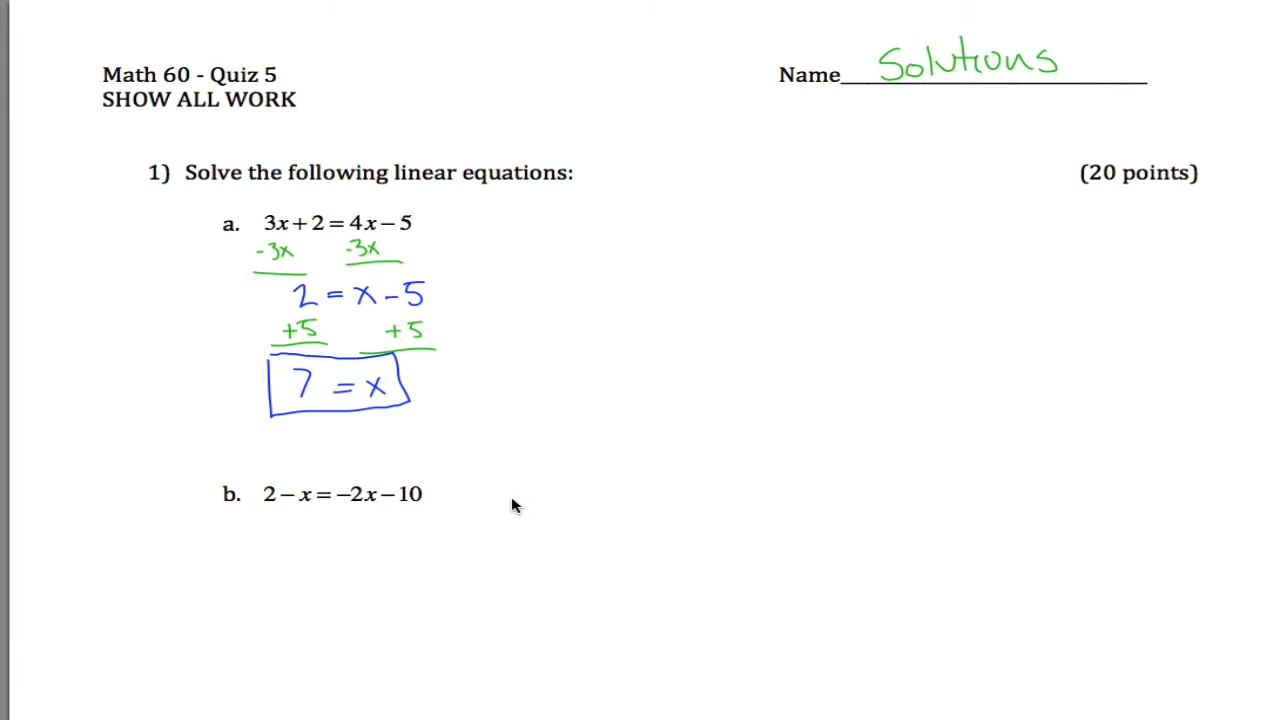 Math 60 - Quiz 5
Name Solutions
SHOW ALL WORK
1) Solve the following linear equations: (20 points)
a. 3x+2=4x−5
-3x -3x
2 = x - 5
+5 +5
7 = x
b. 2−x=−2x−10